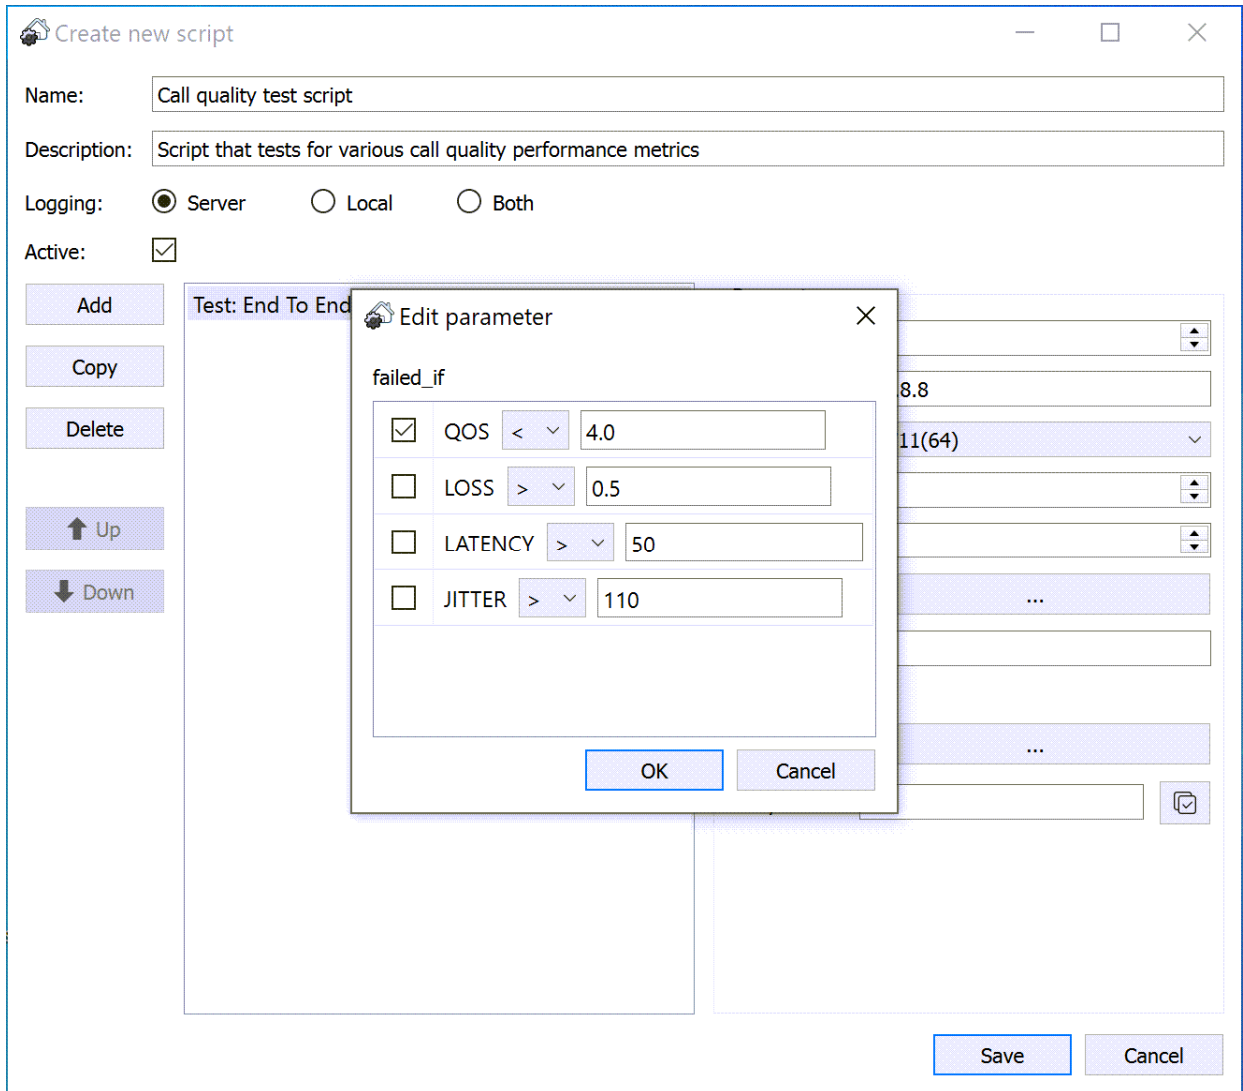 Create new script
Name: Call quality test script
Description: Script that tests for various call quality performance metrics
Logging: Server Local Both
Active:
Add
Copy
Delete
Up
Down
Test: End To End
Edit parameter
failed_if
QOS < 4.0
LOSS > 0.5
LATENCY > 50
JITTER > 110
OK Cancel
.8.8
11(64)
...
...
Save Cancel